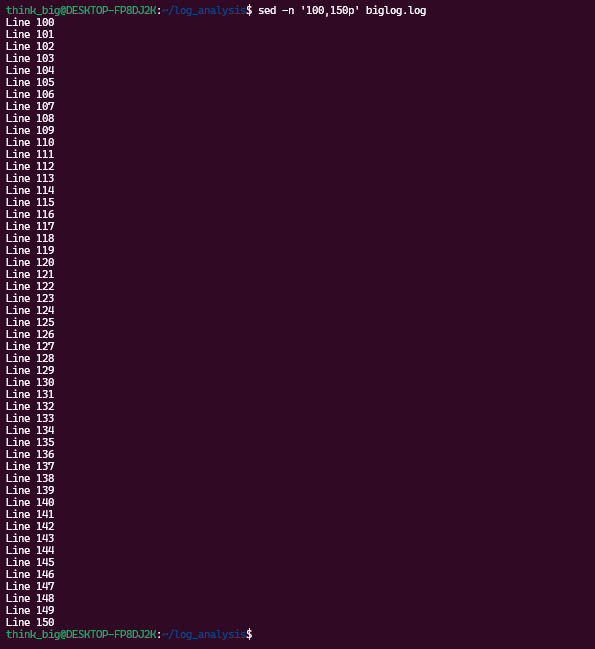 think_big@DESKTOP-FP8DJ2K:~/log_analysis$ sed -n '100,150p' biglog.log
Line 100
Line 101
Line 102
Line 103
Line 104
Line 105
Line 106
Line 107
Line 108
Line 109
Line 110
Line 111
Line 112
Line 113
Line 114
Line 115
Line 116
Line 117
Line 118
Line 119
Line 120
Line 121
Line 122
Line 123
Line 124
Line 125
Line 126
Line 127
Line 128
Line 129
Line 130
Line 131
Line 132
Line 133
Line 134
Line 135
Line 136
Line 137
Line 138
Line 139
Line 140
Line 141
Line 142
Line 143
Line 144
Line 145
Line 146
Line 147
Line 148
Line 149
Line 150
think_big@DESKTOP-FP8DJ2K:~/log_analysis$